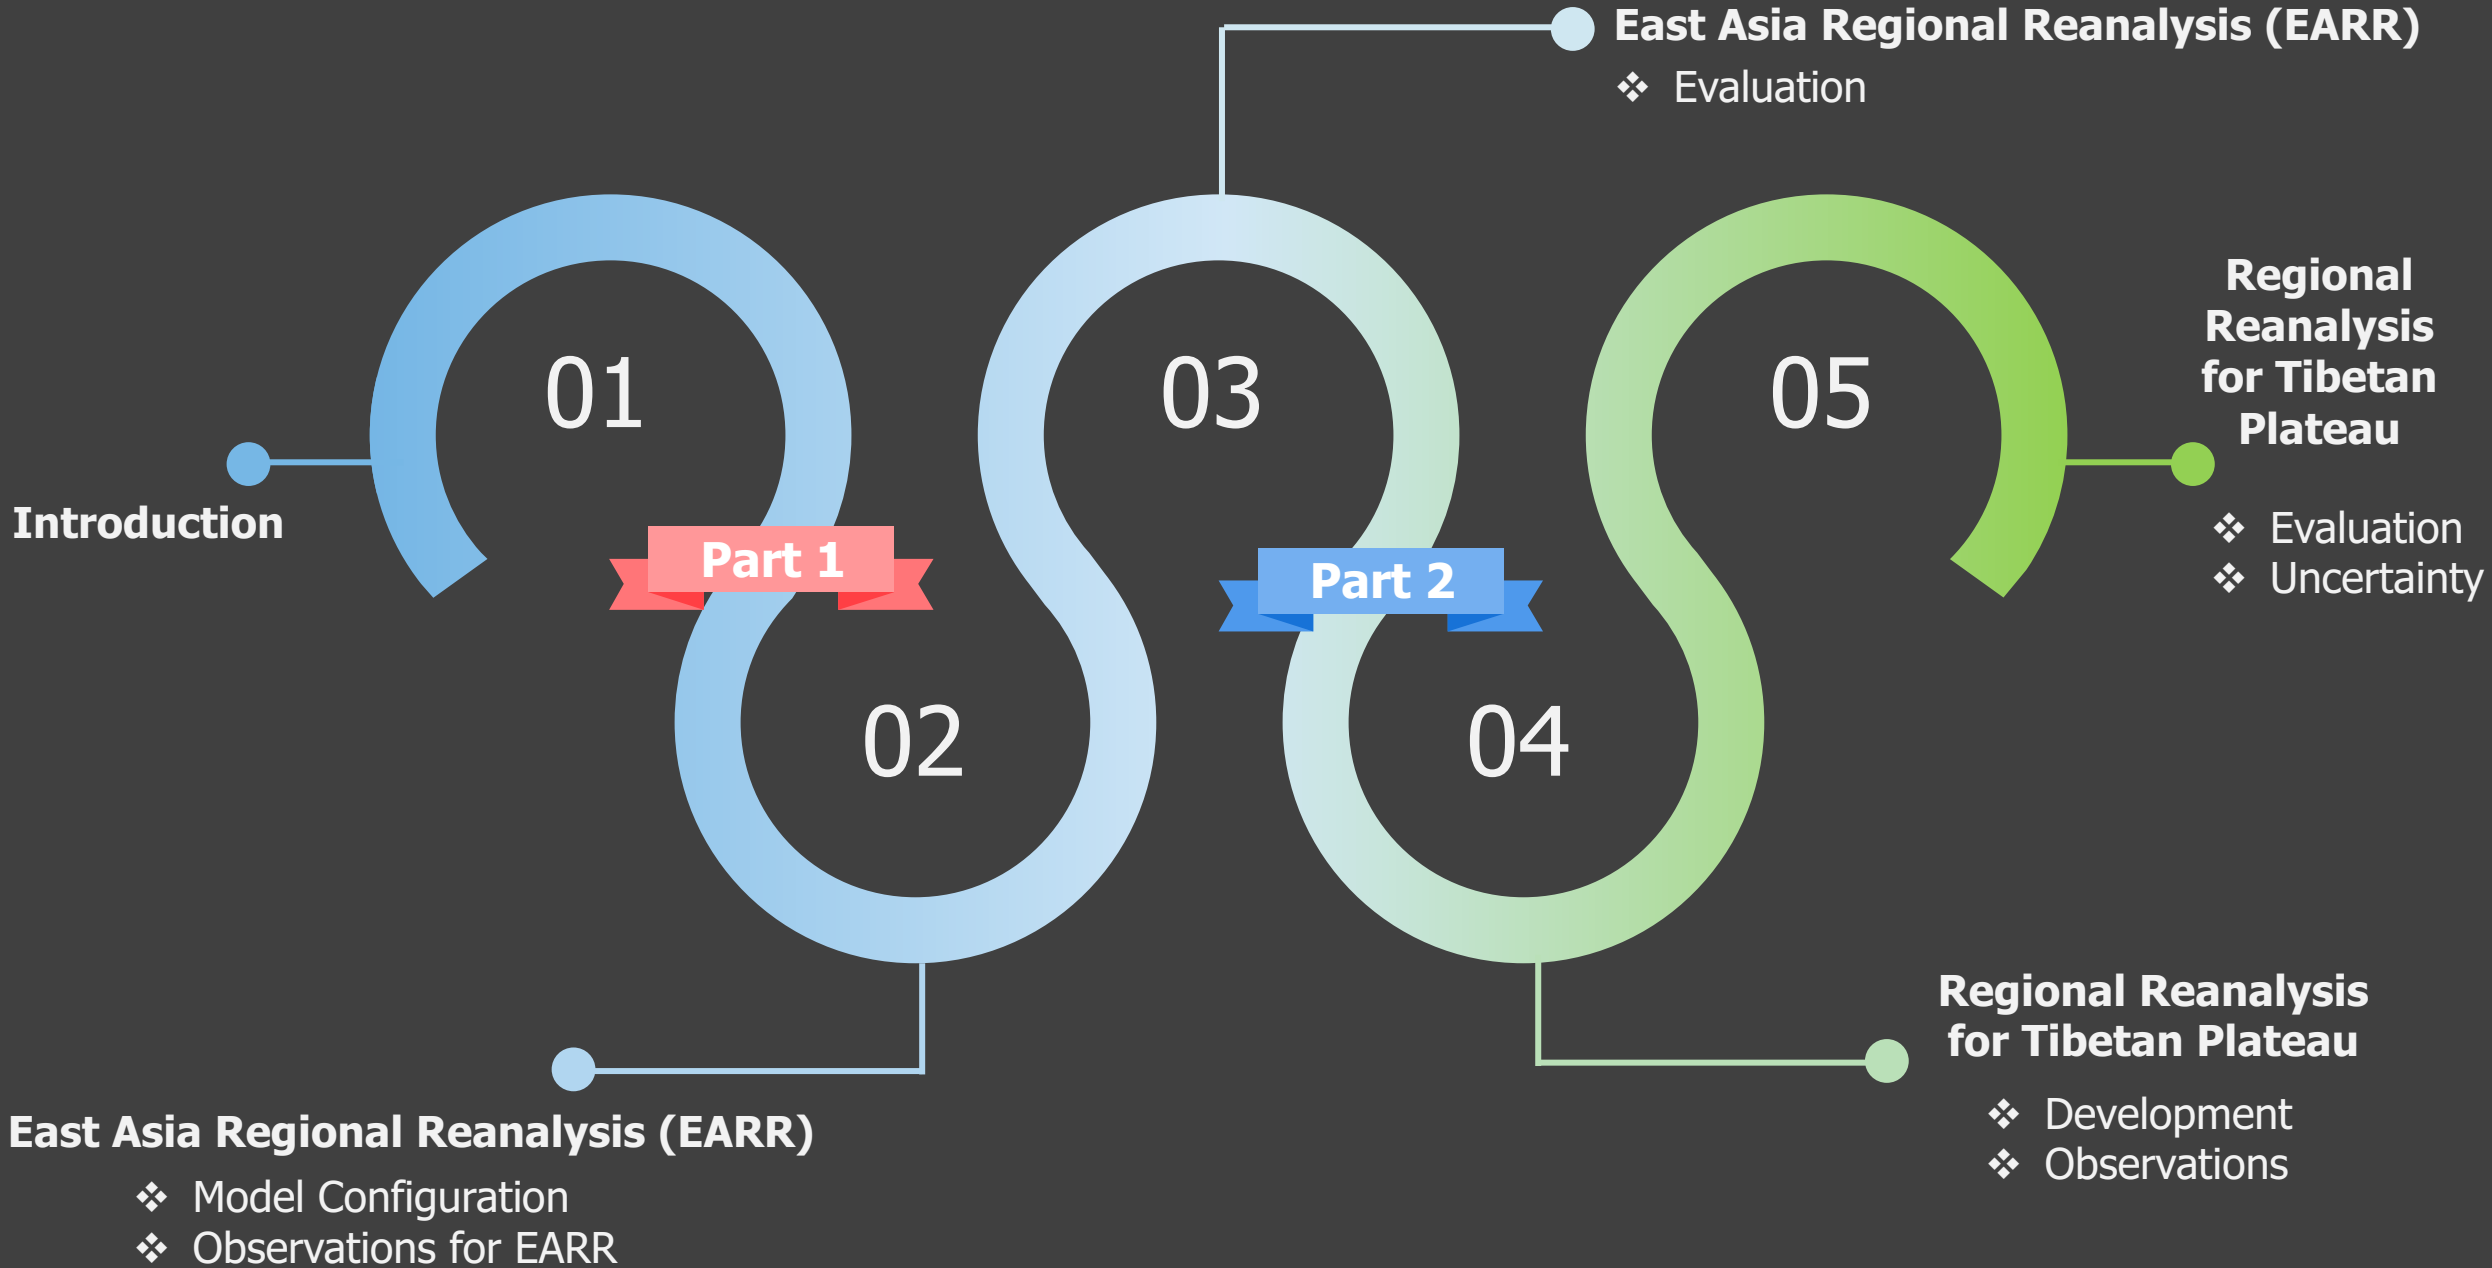 01
Introduction
Part 1
02
East Asia Regional Reanalysis (EARR)
❖ Model Configuration
❖ Observations for EARR
03
East Asia Regional Reanalysis (EARR)
❖ Evaluation
Part 2
04
Regional Reanalysis
for Tibetan Plateau
❖ Development
❖ Observations
05
Regional
Reanalysis
for Tibetan
Plateau
❖ Evaluation
❖ Uncertainty